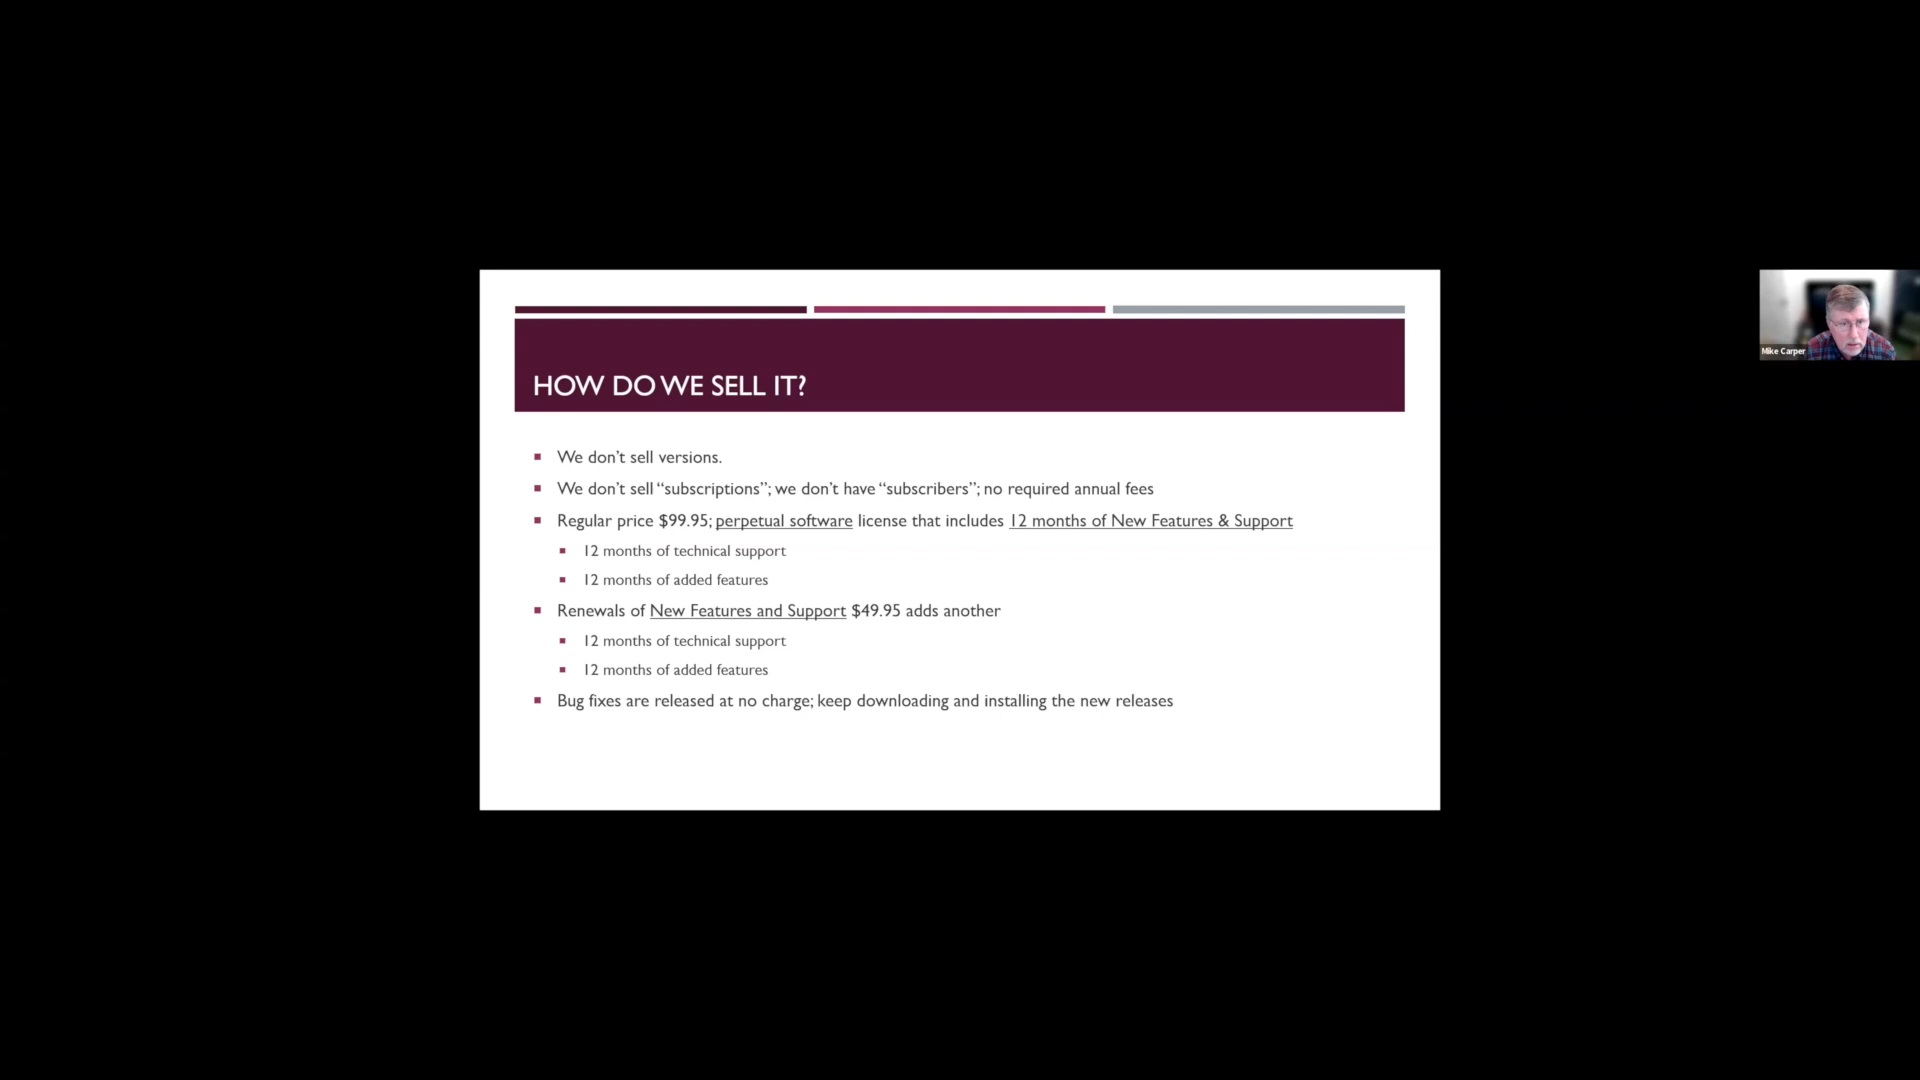 HOW DO WE SELL IT?
We don't sell versions.
We don't sell “subscriptions”; we don't have “subscribers”; no required annual fees
Regular price $99.95; perpetual software license that includes 12 months of New Features & Support
12 months of technical support
12 months of added features
Renewals of New Features and Support $49.95 adds another
12 months of technical support
12 months of added features
Bug fixes are released at no charge; keep downloading and installing the new releases
Mike Carper